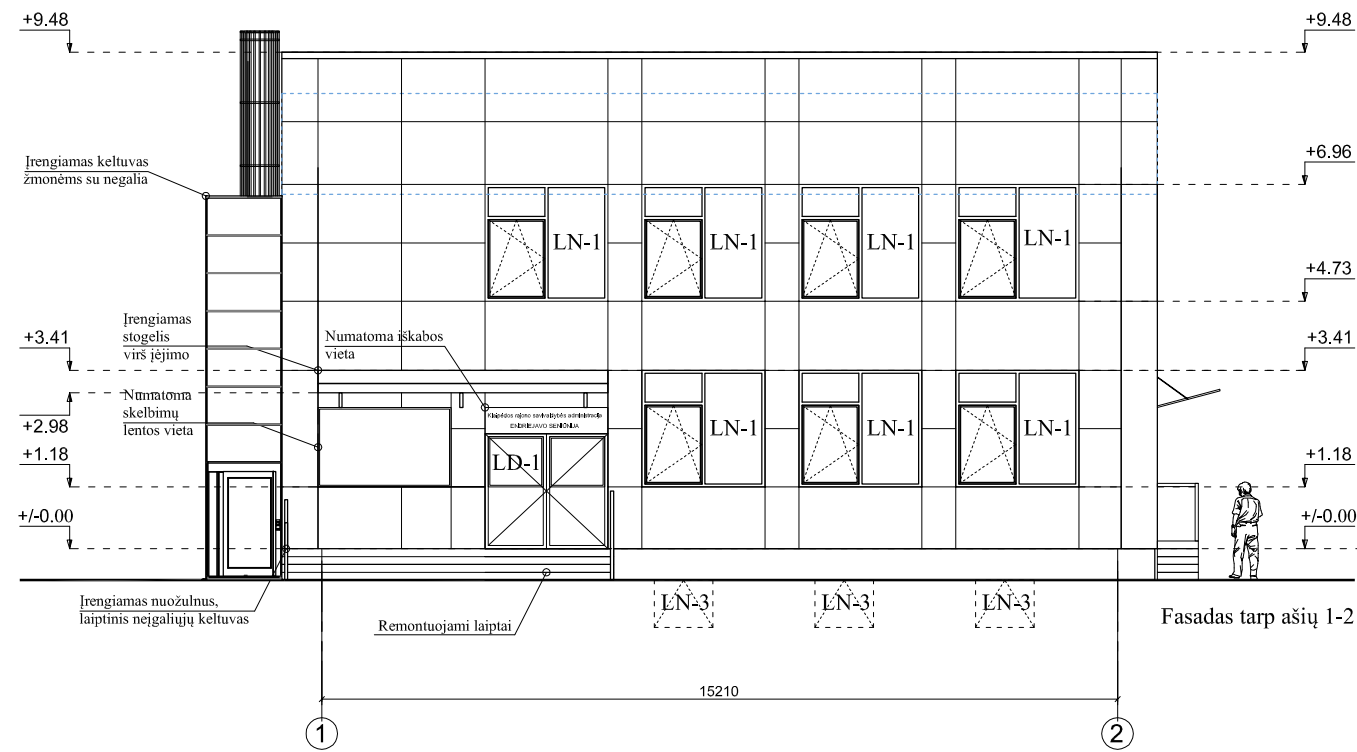 +9.48
+9.48
Įrengiamas keltuvas
žmonėms su negalia
+6.96
LN-1
LN-1
LN-1
LN-1
+4.73
Įrengiamas
stogelis
virš įėjimo
Numatoma iškabos
vieta
+3.41
+3.41
Numatoma
skelbimų
lentos vieta
+2.98
Klaipėdos rajono savivaldybės administracija
ENDRIEJAVO SENIŪNIJA
LN-1
LN-1
LN-1
LD-1
+1.18
+1.18
+/-0.00
+/-0.00
Įrengiamas nuožulnus,
laiptinis neįgaliųjų keltuvas
Remontuojami laiptai
LN-3
LN-3
LN-3
Fasadas tarp ašių 1-2
15210
1
2